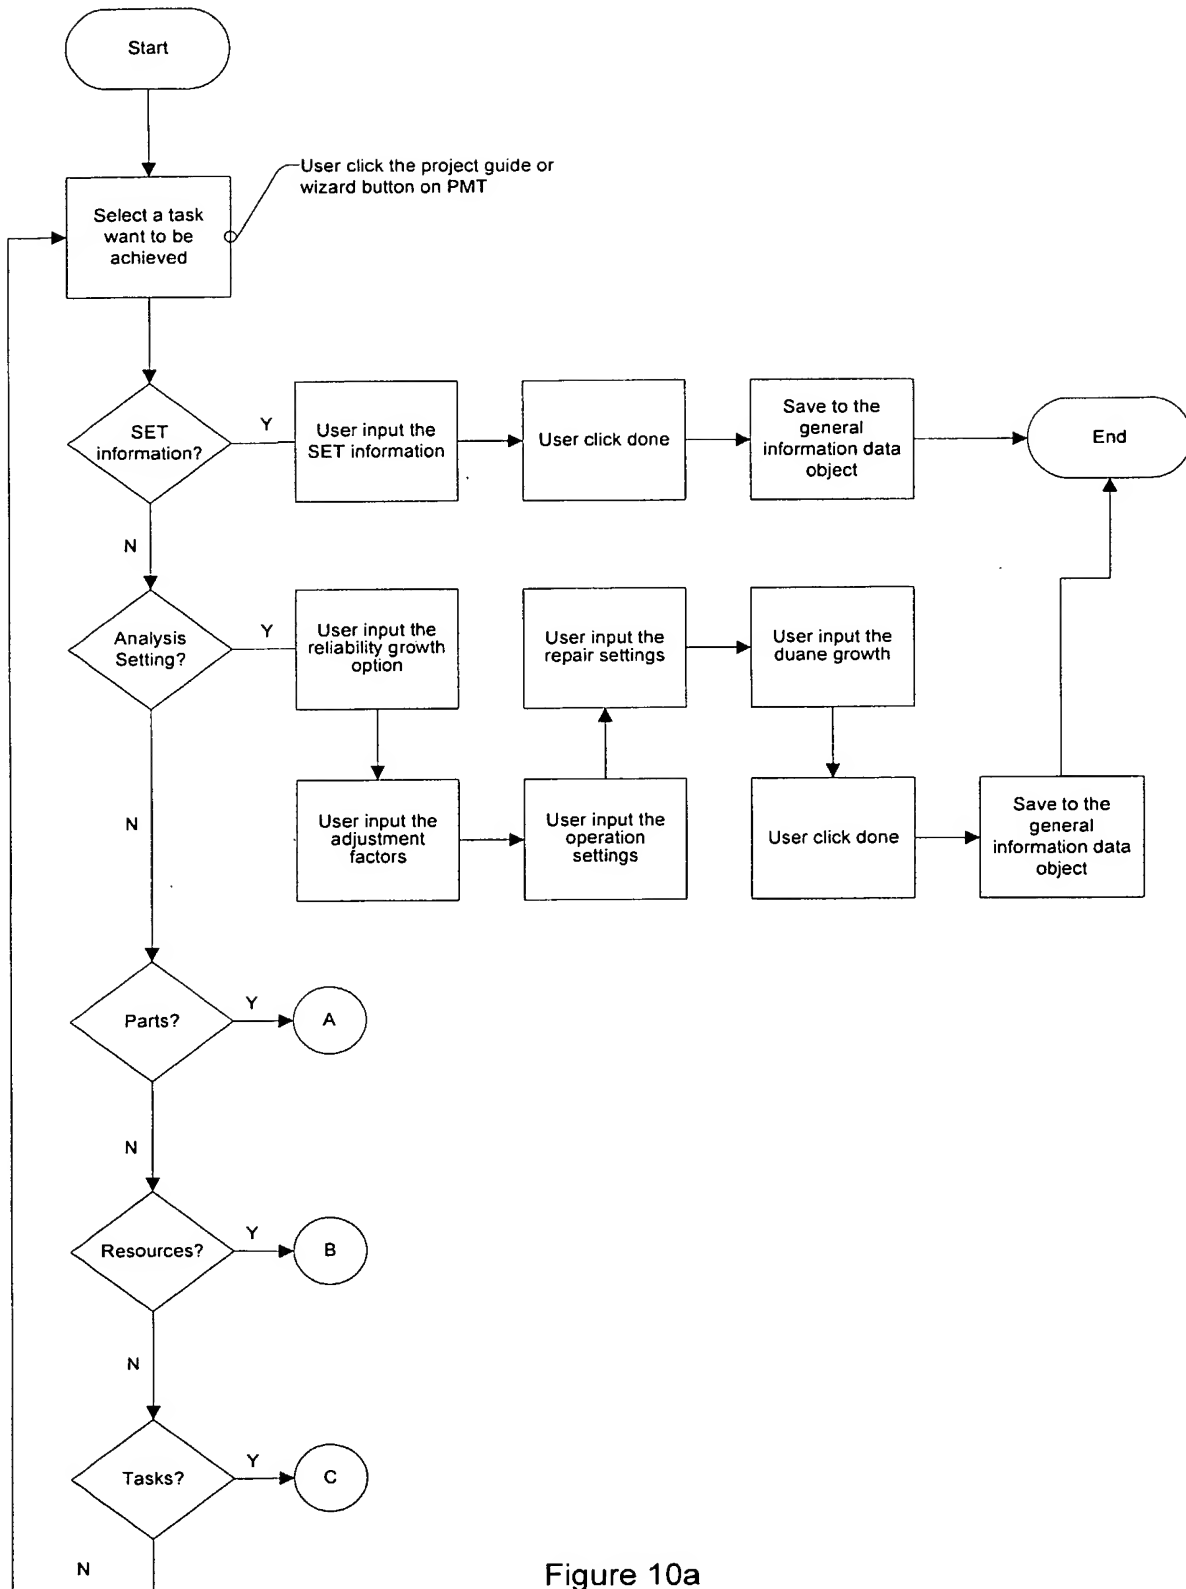 Start
User click the project guide or
wizard button on PMT
Select a task
want to be
achieved
SET
information?
Y
User input the
SET information
User click done
Save to the
general
information data
object
End
N
Analysis
Setting?
Y
User input the
reliability growth
option
User input the
repair settings
User input the
duane growth
N
User input the
adjustment
factors
User input the
operation
settings
User click done
Save to the
general
information data
object
Parts?
Y
A
N
Resources?
Y
B
N
Tasks?
Y
C
N
Figure 10a